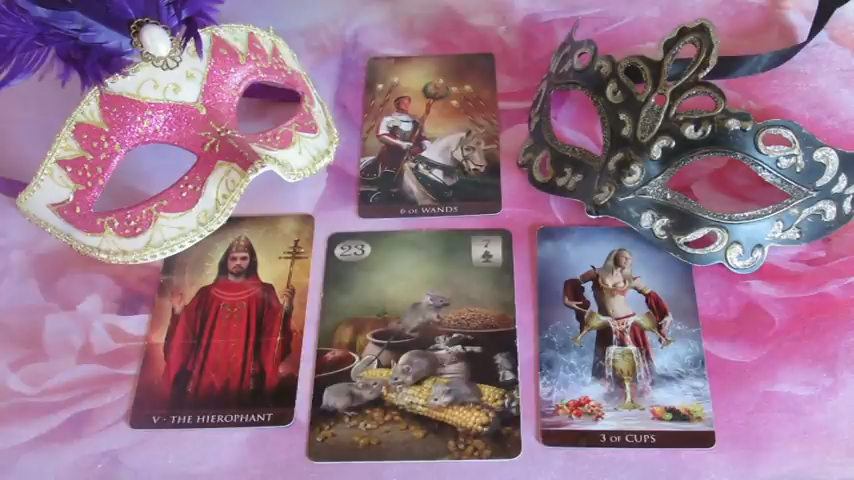 6 OF WANDS
V · THE HIEROPHANT
23
7
3 OF CUPS